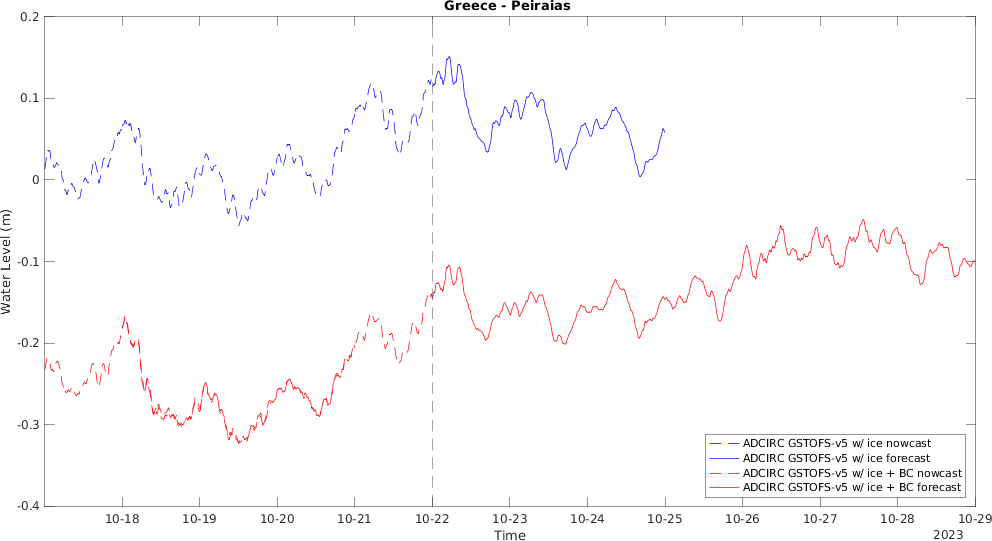 Greece - Peiraias
0.2
0.1
0
-0.1
-0.2
-0.3
-0.4
Water Level (m)
ADCIRC GSTOFS-v5 w/ ice nowcast
ADCIRC GSTOFS-v5 w/ ice forecast
ADCIRC GSTOFS-v5 w/ ice + BC nowcast
ADCIRC GSTOFS-v5 w/ ice + BC forecast
10-18 10-19 10-20 10-21 10-22 10-23 10-24 10-25 10-26 10-27 10-28 10-29
Time
2023